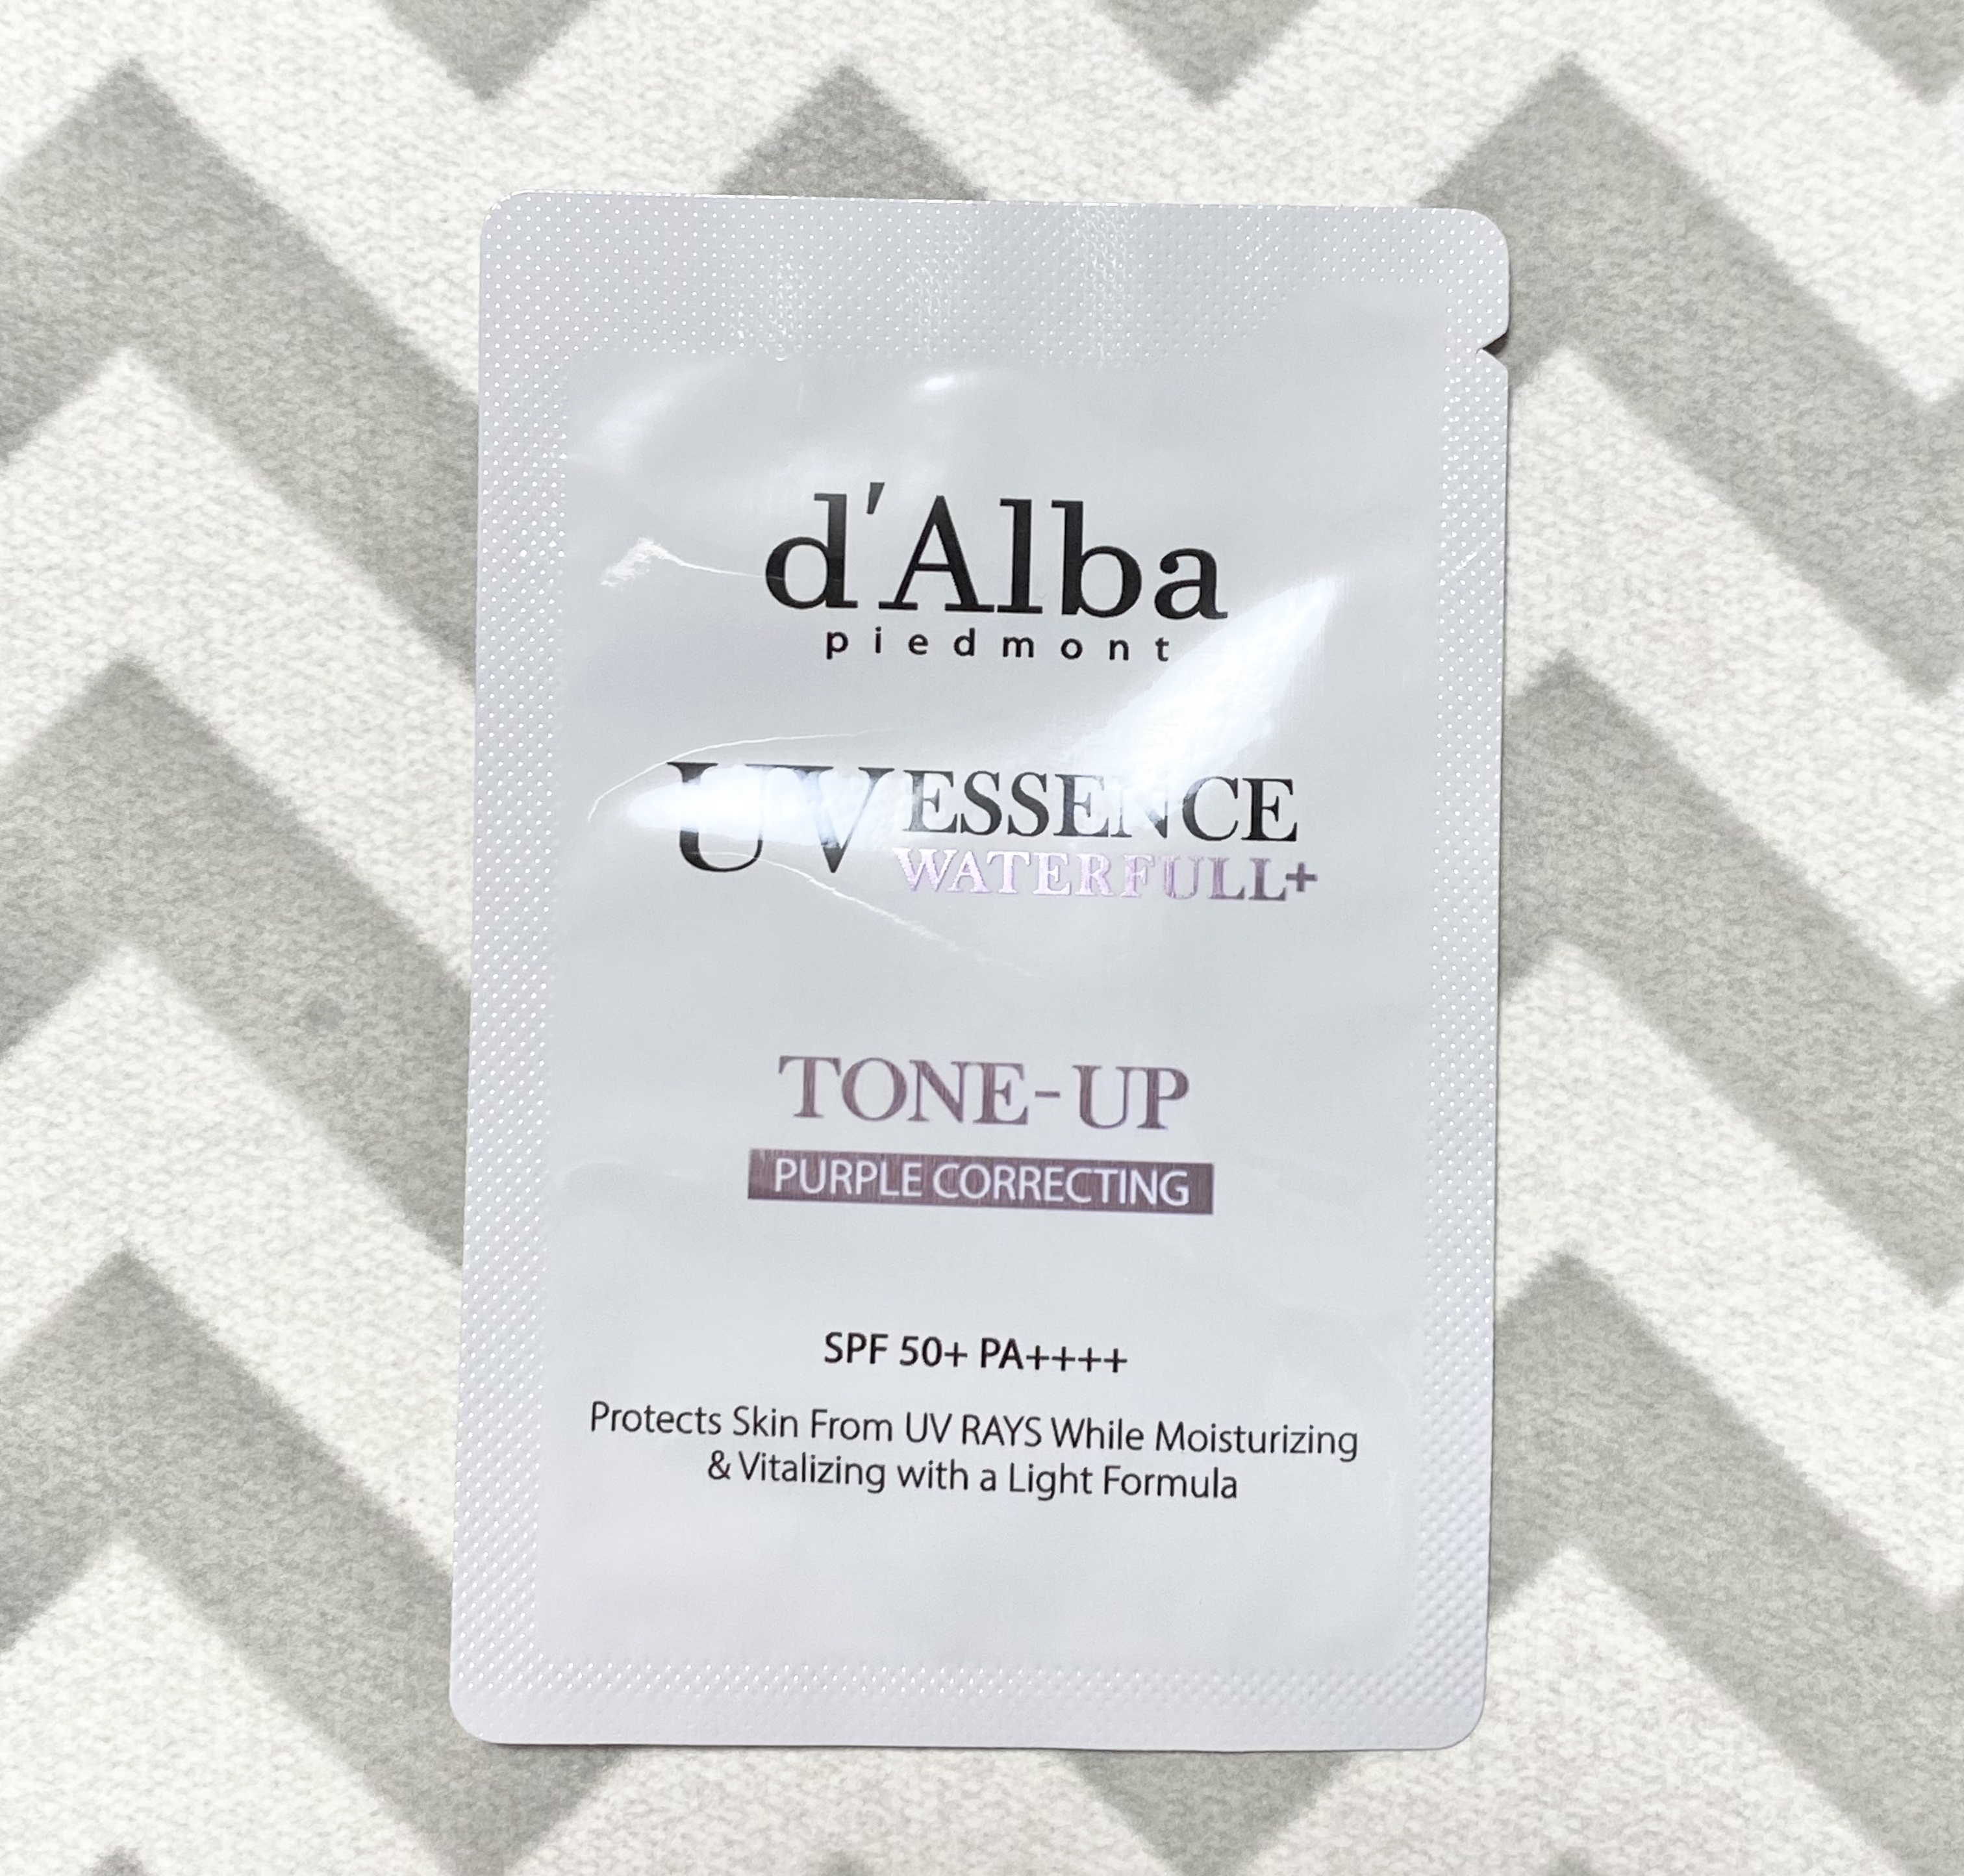 d'Alba
piedmont
UV ESSENCE
WATERFULL+
TONE-UP
PURPLE CORRECTING
SPF 50+ PA++++
Protects Skin From UV RAYS While Moisturizing
& Vitalizing with a Light Formula